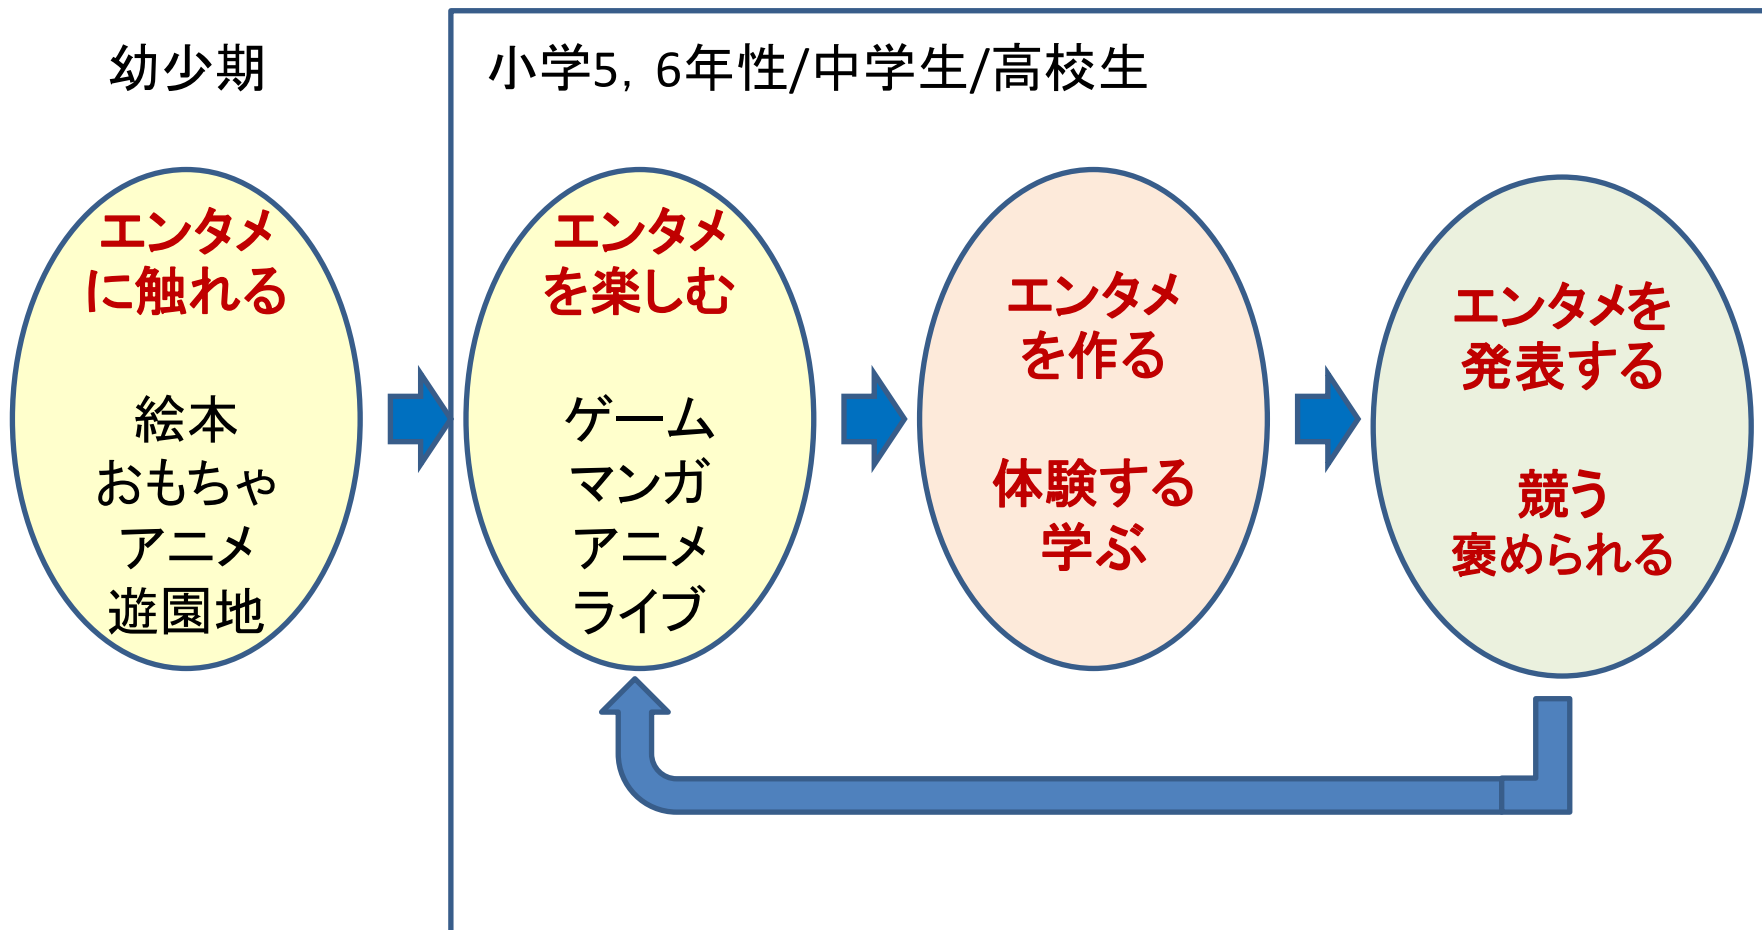 幼少期
小学5，6年性/中学生/高校生
エンタメ
に触れる
絵本
おもちゃ
アニメ
遊園地
エンタメ
を楽しむ
ゲーム
マンガ
アニメ
ライブ
エンタメ
を作る
体験する
学ぶ
エンタメを
発表する
競う
褒められる